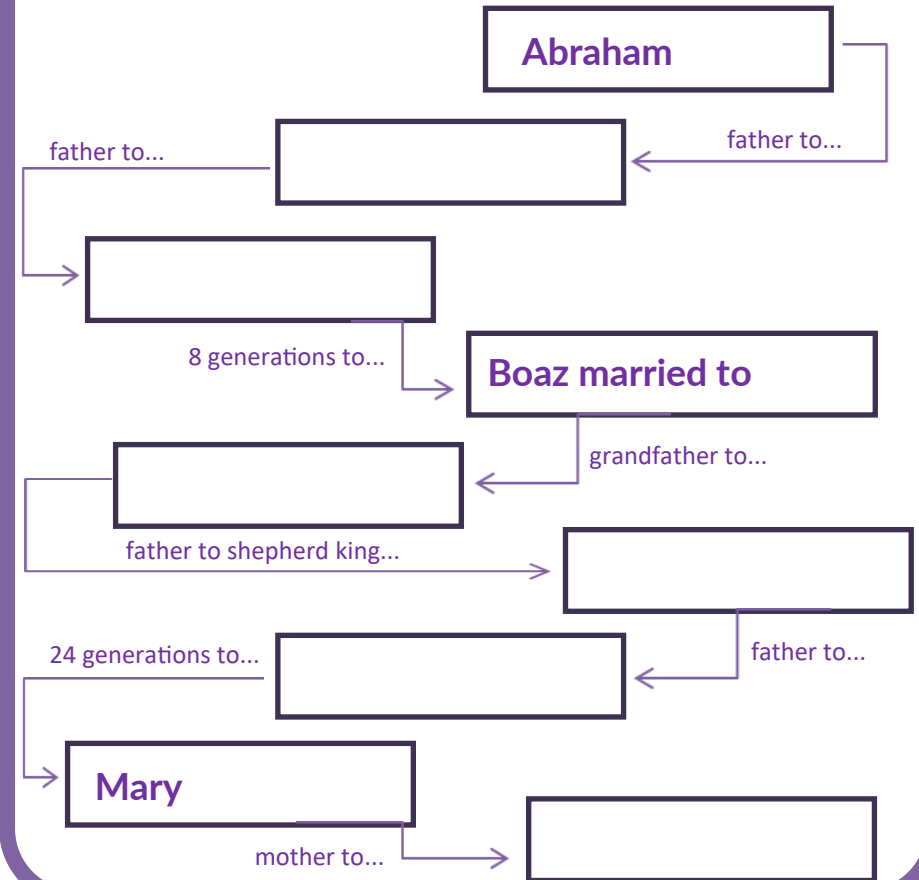 Abraham
father to...
father to...
8 generations to...
Boaz married to
grandfather to...
father to shepherd king...
father to...
24 generations to...
Mary
mother to...